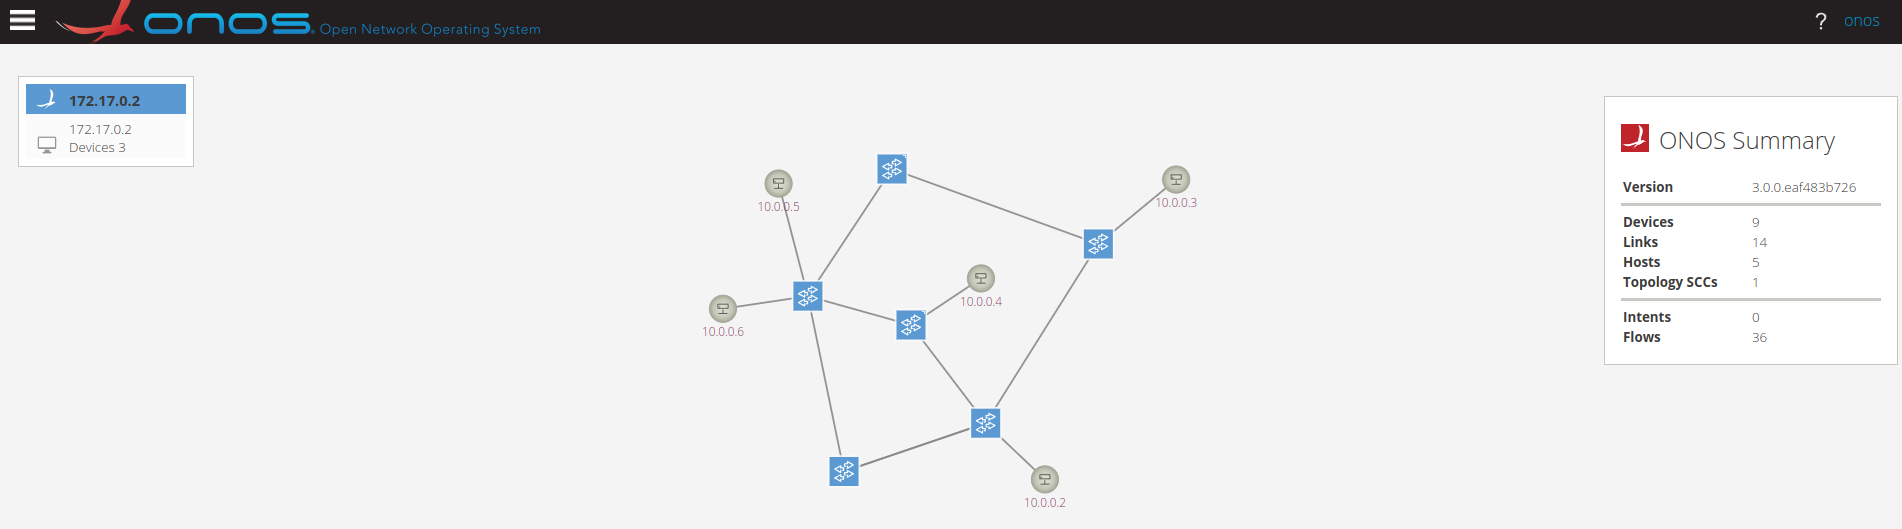 onos Open Network Operating System
? onos
172.17.0.2
172.17.0.2
Devices 3
10.0.0.5
10.0.0.3
10.0.0.4
10.0.0.6
10.0.0.2
ONOS Summary
Version 3.0.0.eaf483b726
Devices 9
Links 14
Hosts 5
Topology SCCs 1
Intents 0
Flows 36